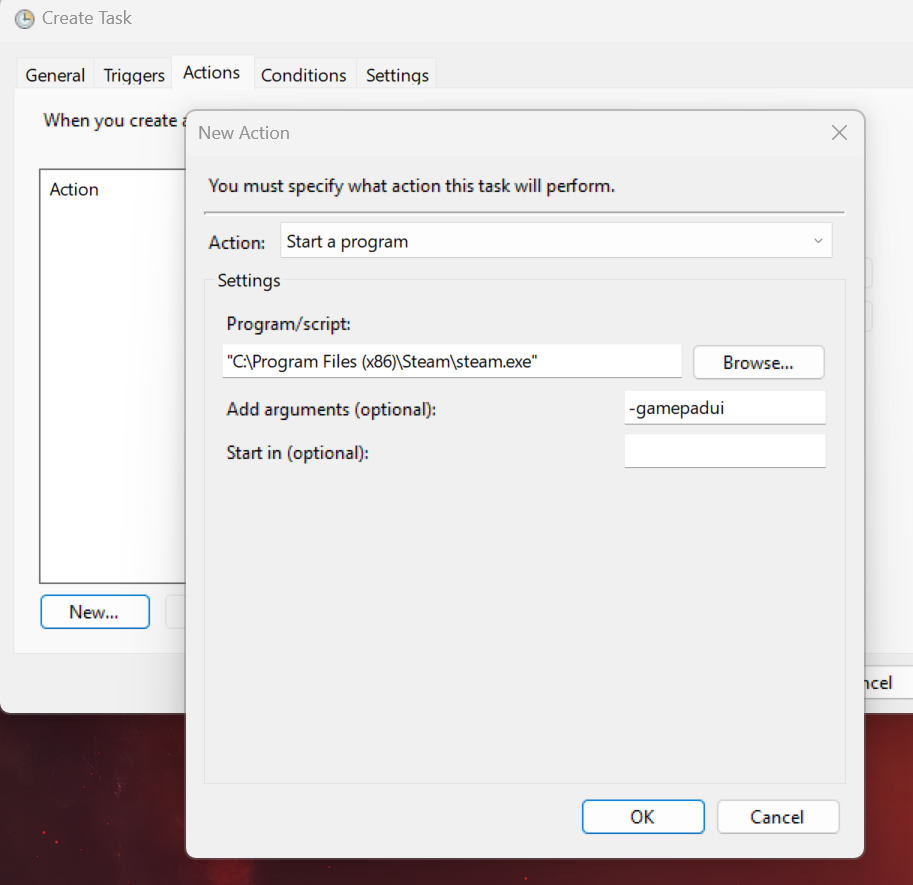 Create Task
General Triggers Actions Conditions Settings
When you create
New Action
You must specify what action this task will perform.
Action
Action: Start a program
Settings
Program/script:
"C:\Program Files (x86)\Steam\steam.exe" Browse...
Add arguments (optional): -gamepadui
Start in (optional):
New...
ncel
OK Cancel